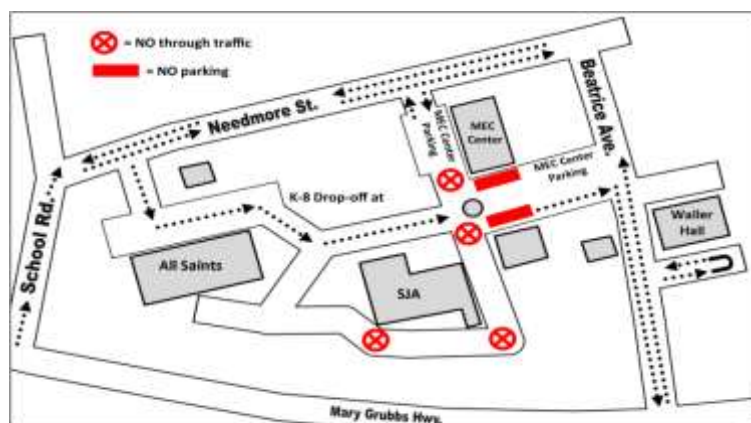 = NO through traffic
= NO parking
Needmore St.
Beatrice Ave.
MEC Center
Parking
MEC
Center
MEC Center
Parking
K-8 Drop-off at
Waller
Hall
School Rd.
All Saints
SJA
Mary Grubbs Hwy.